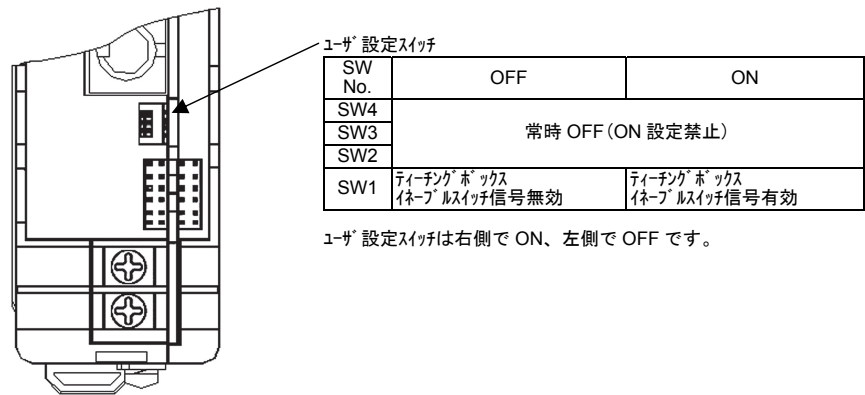 ﾕｰｻﾞ設定ｽｲｯﾁ
SW No. OFF ON
SW4
SW3 常時 OFF（ON 設定禁止）
SW2
SW1 ﾃｨｰﾁﾝｸﾞﾎﾞｯｸｽ ﾃｨｰﾁﾝｸﾞﾎﾞｯｸｽ
ｲﾈｰﾌﾞﾙｽｲｯﾁ信号無効 ｲﾈｰﾌﾞﾙｽｲｯﾁ信号有効
ﾕｰｻﾞ設定ｽｲｯﾁは右側で ON、左側で OFF です。